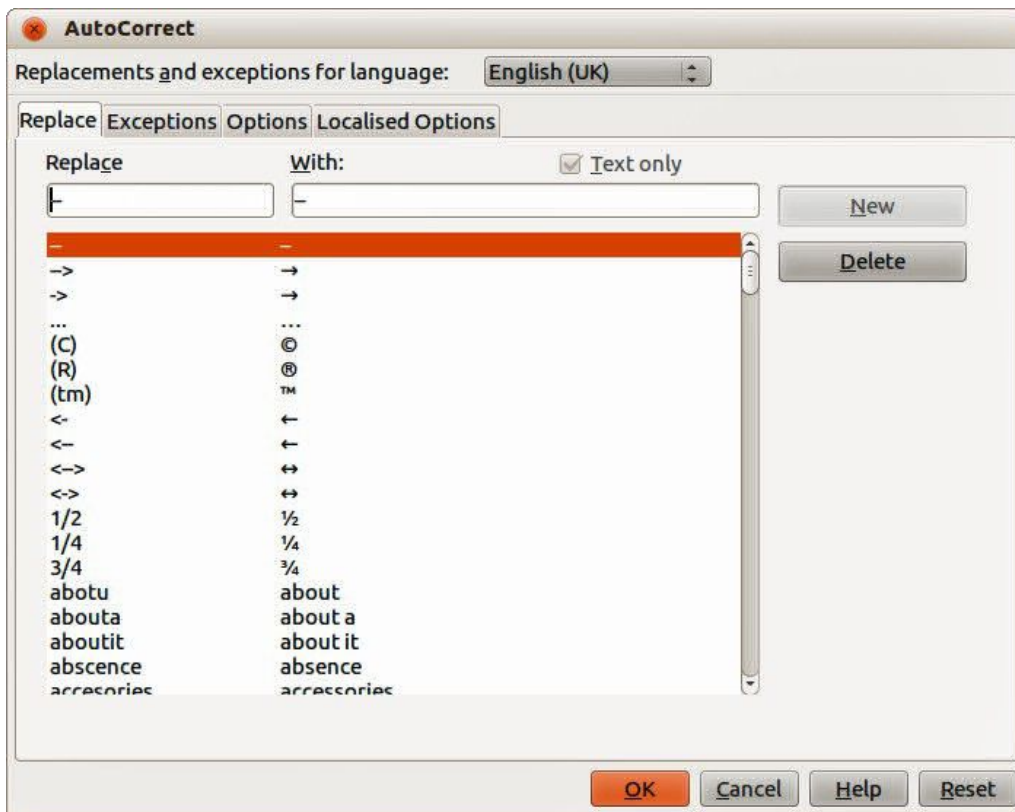 AutoCorrect
Replacements and exceptions for language: English (UK)
Replace Exceptions Options Localised Options
Replace With: Text only
– –
New
– –
Delete
–> →
-> →
... …
(C) ©
(R) ®
(tm) ™
<- ←
<– ←
<–> ↔
<-> ↔
1/2 ½
1/4 ¼
3/4 ¾
abotu about
abouta about a
aboutit about it
abscence absence
accesories accessories
OK Cancel Help Reset